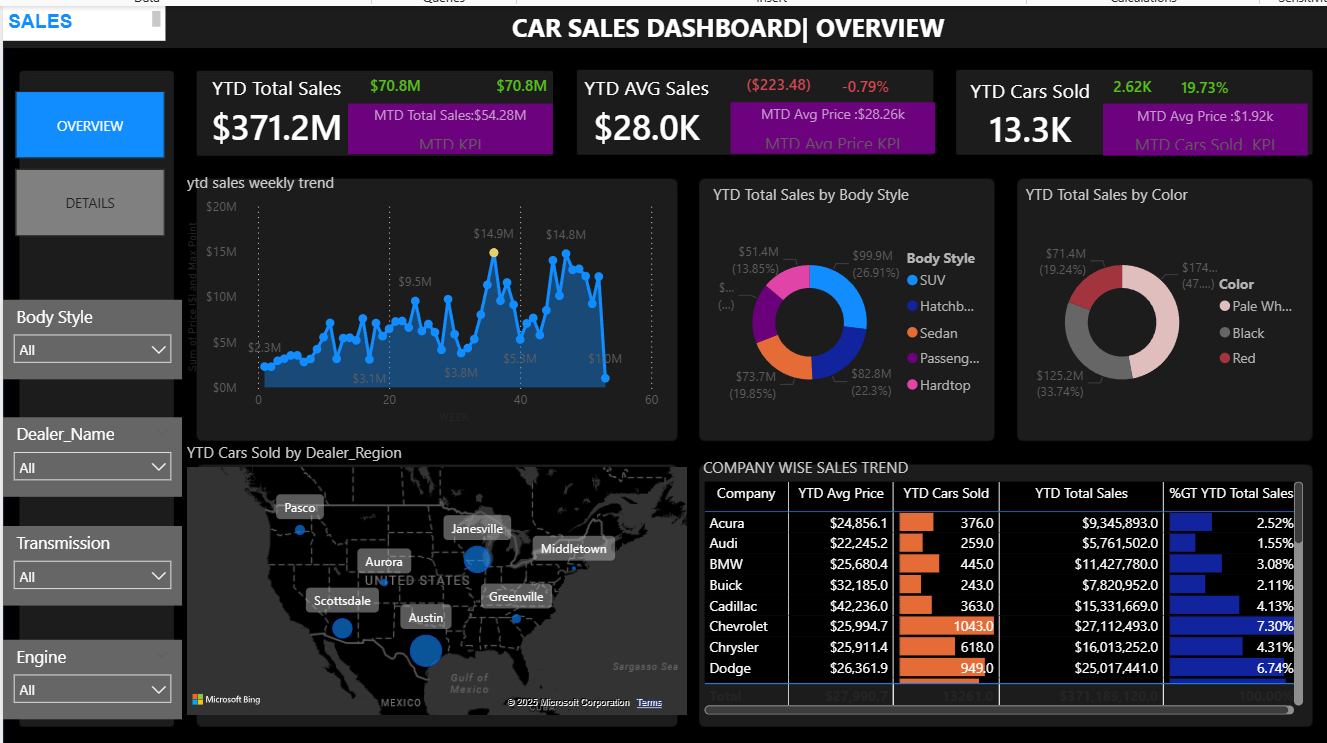 Data Queries Insert Calculations
SALES
CAR SALES DASHBOARD| OVERVIEW
OVERVIEW
DETAILS
YTD Total Sales $70.8M $70.8M
$371.2M
MTD Total Sales:$54.28M
MTD KPI
YTD AVG Sales ($223.48) -0.79%
$28.0K
MTD Avg Price :$28.26k
MTD Avg Price KPI
YTD Cars Sold 2.62K 19.73%
13.3K
MTD Avg Price :$1.92k
MTD Cars Sold KPI
Body Style
All
Dealer_Name
All
Transmission
All
Engine
All
ytd sales weekly trend
Sum of Price ($) and Max Point
$20M
$15M
$10M
$5M
$0M
$2.3M
$3.1M
$9.5M
$3.8M
$14.9M
$5.3M
$14.8M
$1.0M
0 20 40 60
WEEK
YTD Total Sales by Body Style
$51.4M
(13.85%)
$99.9M
(26.91%)
$...
(...)
$73.7M
(19.85%)
$82.8M
(22.3%)
Body Style
SUV
Hatchb...
Sedan
Passeng...
Hardtop
YTD Total Sales by Color
$71.4M
(19.24%)
$174...
(47....)
$125.2M
(33.74%)
Color
Pale Wh...
Black
Red
YTD Cars Sold by Dealer_Region
Pasco
Janesville
Middletown
Aurora
UNITED STATES
Scottsdale
Greenville
Austin
Sargasso Sea
Gulf of
Mexico
MEXICO
CUBA
Microsoft Bing
© 2025 Microsoft Corporation Terms
COMPANY WISE SALES TREND
Company YTD Avg Price YTD Cars Sold YTD Total Sales %GT YTD Total Sales
Acura $24,856.1 376.0 $9,345,893.0 2.52%
Audi $22,245.2 259.0 $5,761,502.0 1.55%
BMW $25,680.4 445.0 $11,427,780.0 3.08%
Buick $32,185.0 243.0 $7,820,952.0 2.11%
Cadillac $42,236.0 363.0 $15,331,669.0 4.13%
Chevrolet $25,994.7 1043.0 $27,112,493.0 7.30%
Chrysler $25,911.4 618.0 $16,013,252.0 4.31%
Dodge $26,361.9 949.0 $25,017,441.0 6.74%
Total $27,990.7 13261.0 $371,185,120.0 100.00%